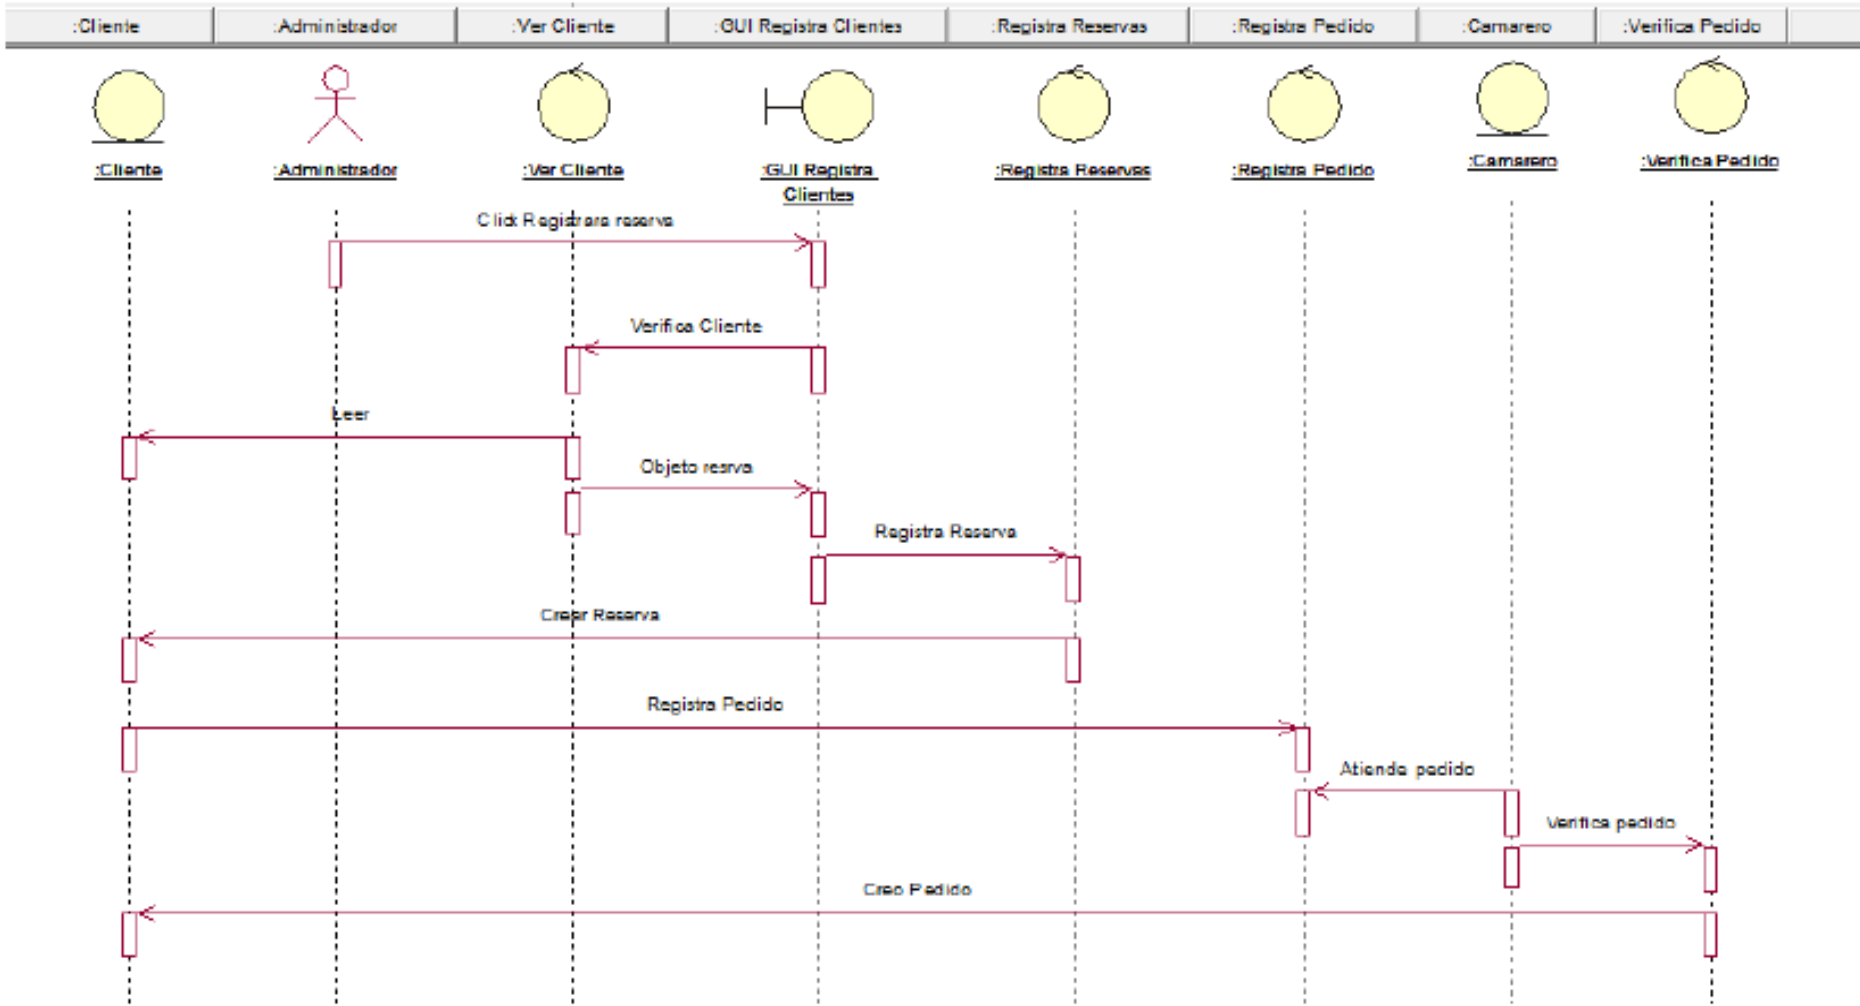 :Cliente
:Administrador
:Ver Cliente
:GUI Registra Clientes
:Registra Reservas
:Registra Pedido
:Camarero
:Verifica Pedido
:Cliente
:Administrador
:Ver Cliente
:GUI Registra
Clientes
:Registra Reservas
:Registra Pedido
:Camarero
:Verifica Pedido
Click Registrara reserva
Verifica Cliente
Leer
Objeto resrva
Registra Reserva
Crear Reserva
Registra Pedido
Atiende pedido
Verifica pedido
Creo Pedido